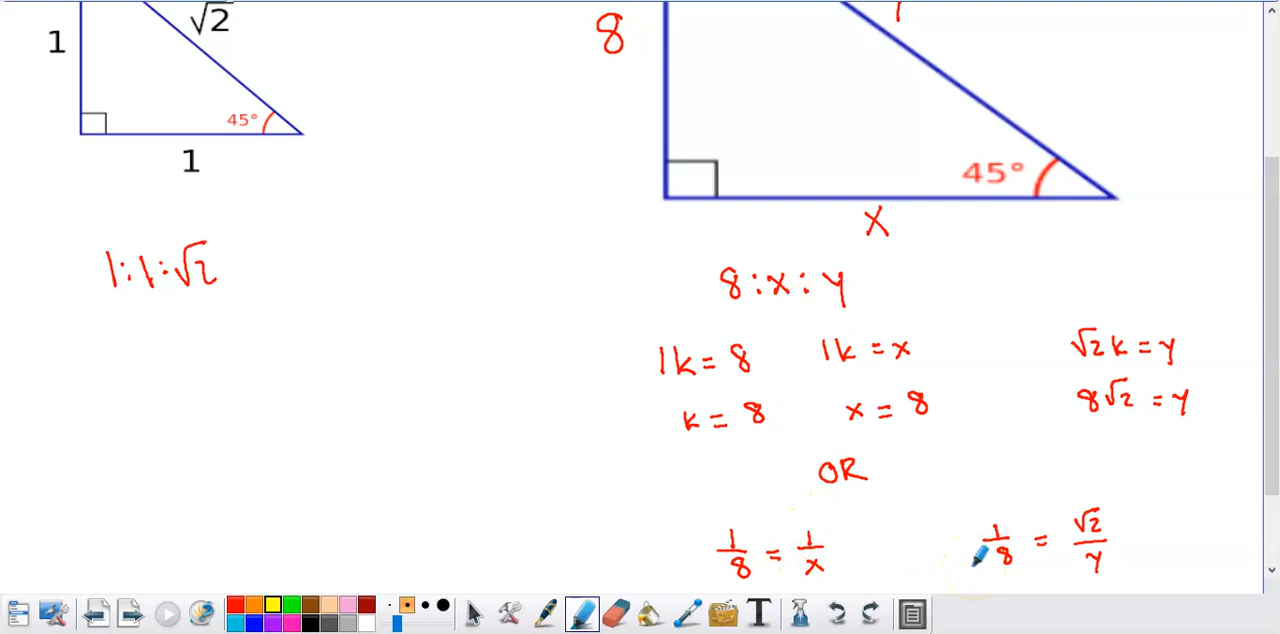 √2
1
45°
1
1:1:√2
8
45°
x
8:x:y
1k=8 1k=x √2k=y
k=8 x=8 8√2=y
OR
1/8=1/x 1/8=√2/y
T